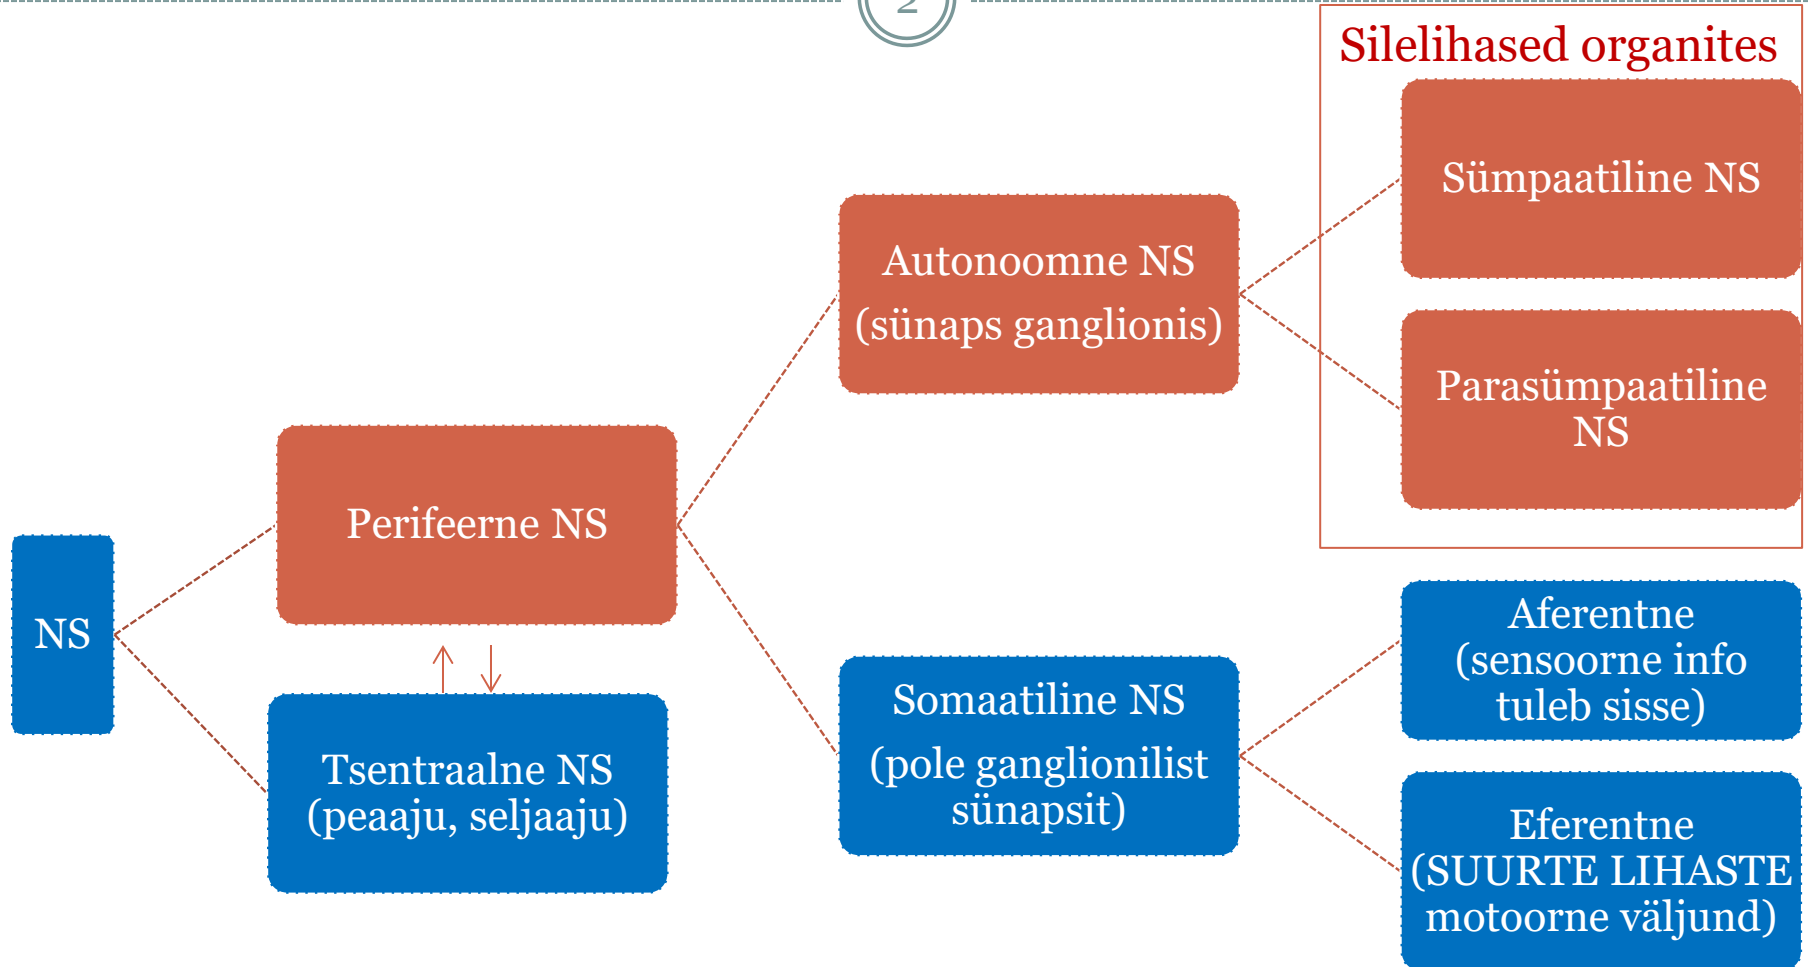 2
Silelihased organites
Sümpaatiline NS
Autonoomne NS
(sünaps ganglionis)
Parasümpaatiline
NS
Perifeerne NS
NS
Aferentne
(sensoorne info
tuleb sisse)
Somaatiline NS
(pole ganglionilist
sünapsit)
Tsentraalne NS
(peaaju, seljaaju)
Eferentne
(SUURTE LIHASTE
motoorne väljund)